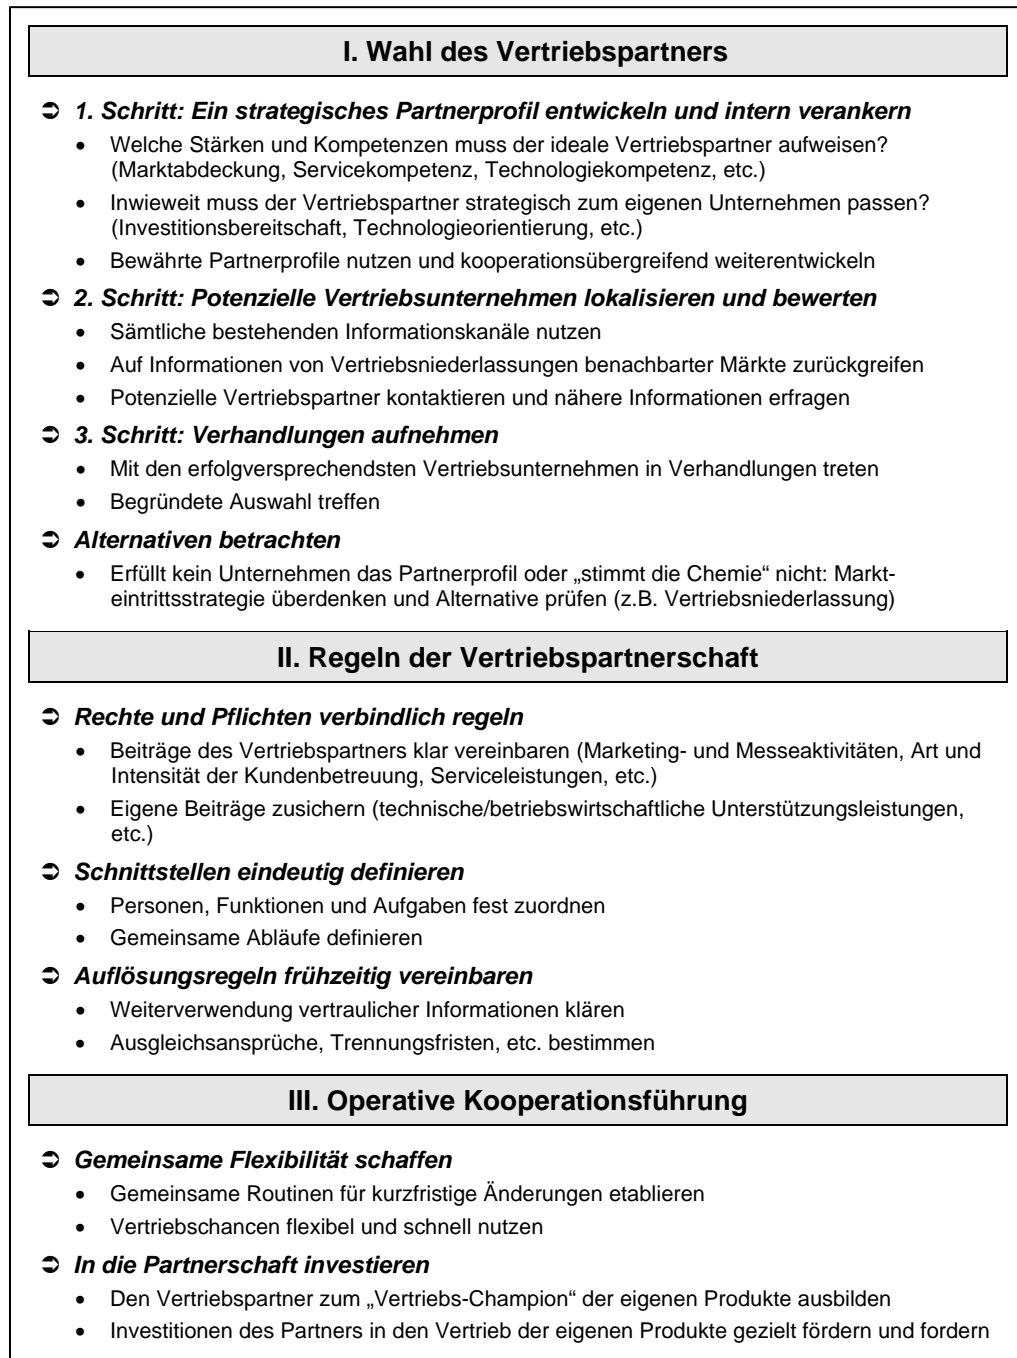 I. Wahl des Vertriebspartners
➲ 1. Schritt: Ein strategisches Partnerprofil entwickeln und intern verankern
• Welche Stärken und Kompetenzen muss der ideale Vertriebspartner aufweisen?
(Marktabdeckung, Servicekompetenz, Technologiekompetenz, etc.)
• Inwieweit muss der Vertriebspartner strategisch zum eigenen Unternehmen passen?
(Investitionsbereitschaft, Technologieorientierung, etc.)
• Bewährte Partnerprofile nutzen und kooperationsübergreifend weiterentwickeln
➲ 2. Schritt: Potenzielle Vertriebsunternehmen lokalisieren und bewerten
• Sämtliche bestehenden Informationskanäle nutzen
• Auf Informationen von Vertriebsniederlassungen benachbarter Märkte zurückgreifen
• Potenzielle Vertriebspartner kontaktieren und nähere Informationen erfragen
➲ 3. Schritt: Verhandlungen aufnehmen
• Mit den erfolgversprechendsten Vertriebsunternehmen in Verhandlungen treten
• Begründete Auswahl treffen
➲ Alternativen betrachten
• Erfüllt kein Unternehmen das Partnerprofil oder „stimmt die Chemie“ nicht: Markt-
eintrittsstrategie überdenken und Alternative prüfen (z.B. Vertriebsniederlassung)
II. Regeln der Vertriebspartnerschaft
➲ Rechte und Pflichten verbindlich regeln
• Beiträge des Vertriebspartners klar vereinbaren (Marketing- und Messeaktivitäten, Art und
Intensität der Kundenbetreuung, Serviceleistungen, etc.)
• Eigene Beiträge zusichern (technische/betriebswirtschaftliche Unterstützungsleistungen,
etc.)
➲ Schnittstellen eindeutig definieren
• Personen, Funktionen und Aufgaben fest zuordnen
• Gemeinsame Abläufe definieren
➲ Auflösungsregeln frühzeitig vereinbaren
• Weiterverwendung vertraulicher Informationen klären
• Ausgleichsansprüche, Trennungsfristen, etc. bestimmen
III. Operative Kooperationsführung
➲ Gemeinsame Flexibilität schaffen
• Gemeinsame Routinen für kurzfristige Änderungen etablieren
• Vertriebschancen flexibel und schnell nutzen
➲ In die Partnerschaft investieren
• Den Vertriebspartner zum „Vertriebs-Champion“ der eigenen Produkte ausbilden
• Investitionen des Partners in den Vertrieb der eigenen Produkte gezielt fördern und fordern